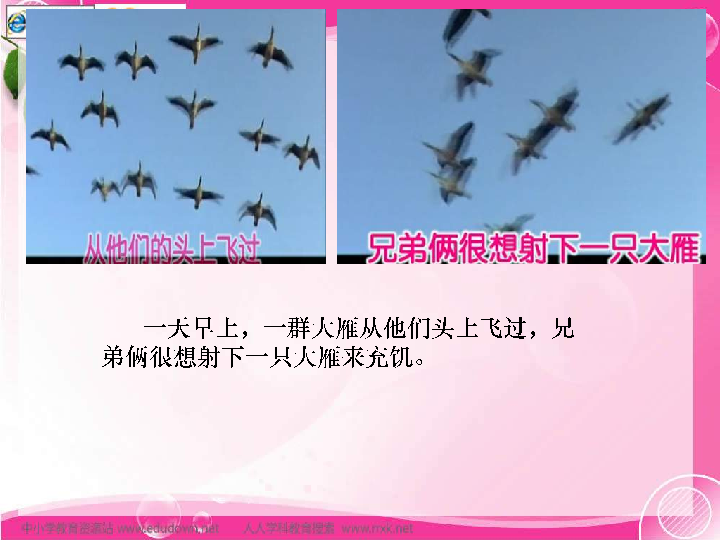 从他们的头上飞过
兄弟俩很想射下一只大雁
一天早上，一群大雁从他们头上飞过，兄
弟俩很想射下一只大雁来充饥。
中小学教育资源站 www.edudown.net 人人学科教育搜索 www.rrxk.net